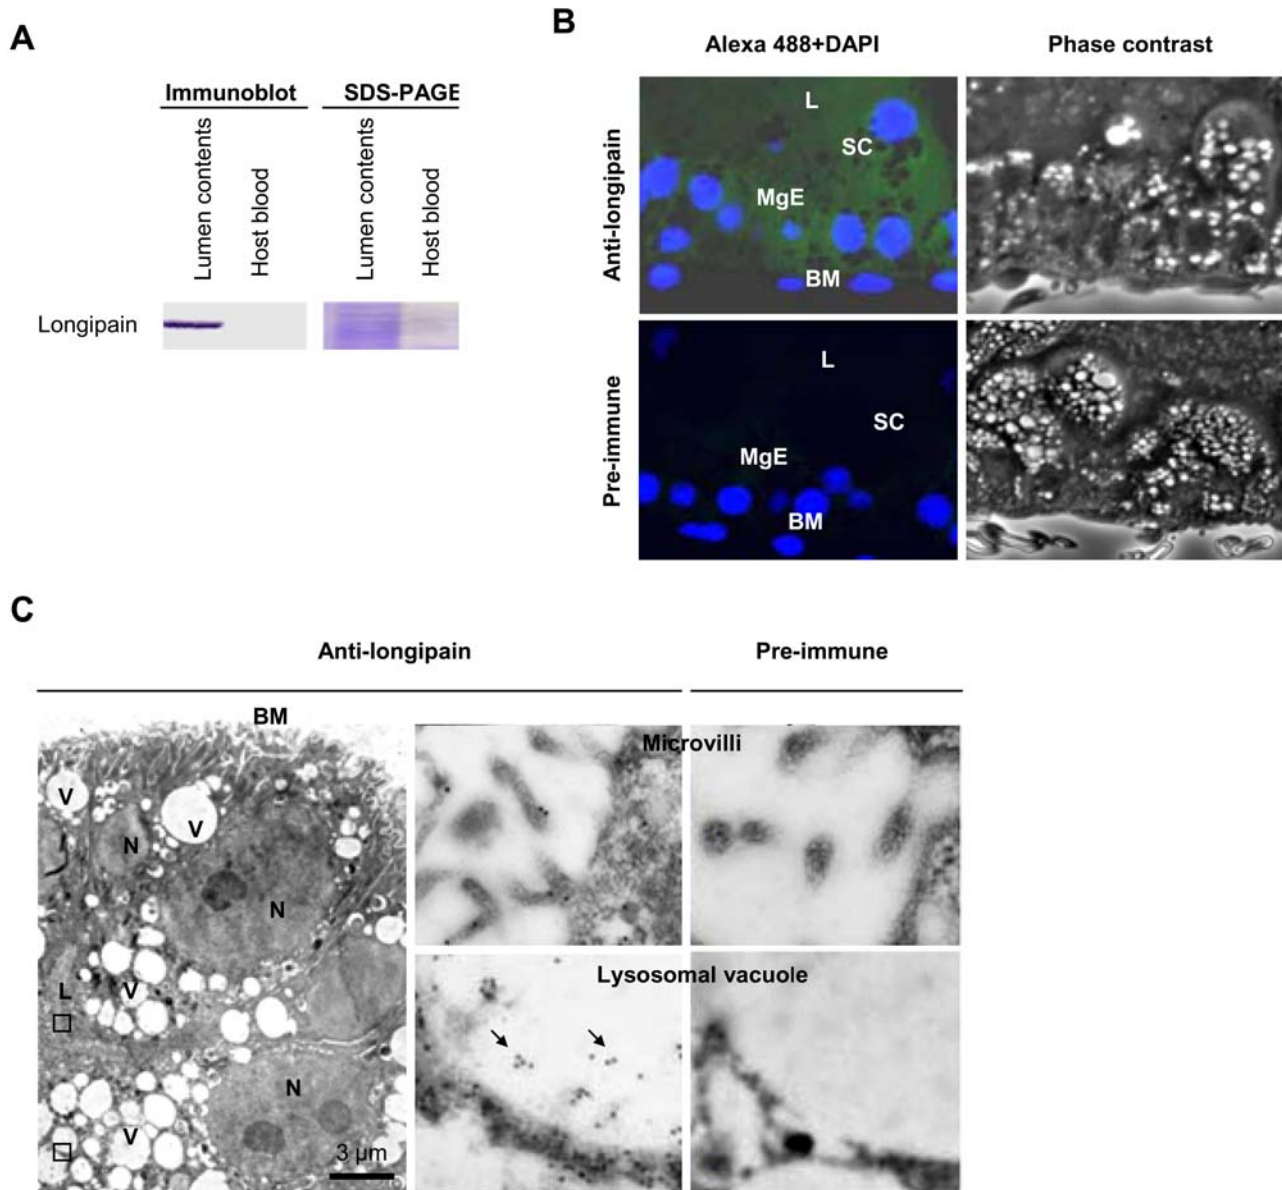 A
Immunoblot SDS-PAGE
Lumen contents
Host blood
Lumen contents
Host blood
Longipain
B
Alexa 488+DAPI Phase contrast
Anti-longipain
L
SC
MgE
BM
Pre-immune
L
SC
MgE
BM
C
Anti-longipain Pre-immune
BM
Microvilli
V
V
N
N
Lysosomal vacuole
L
V
N
V
3 µm